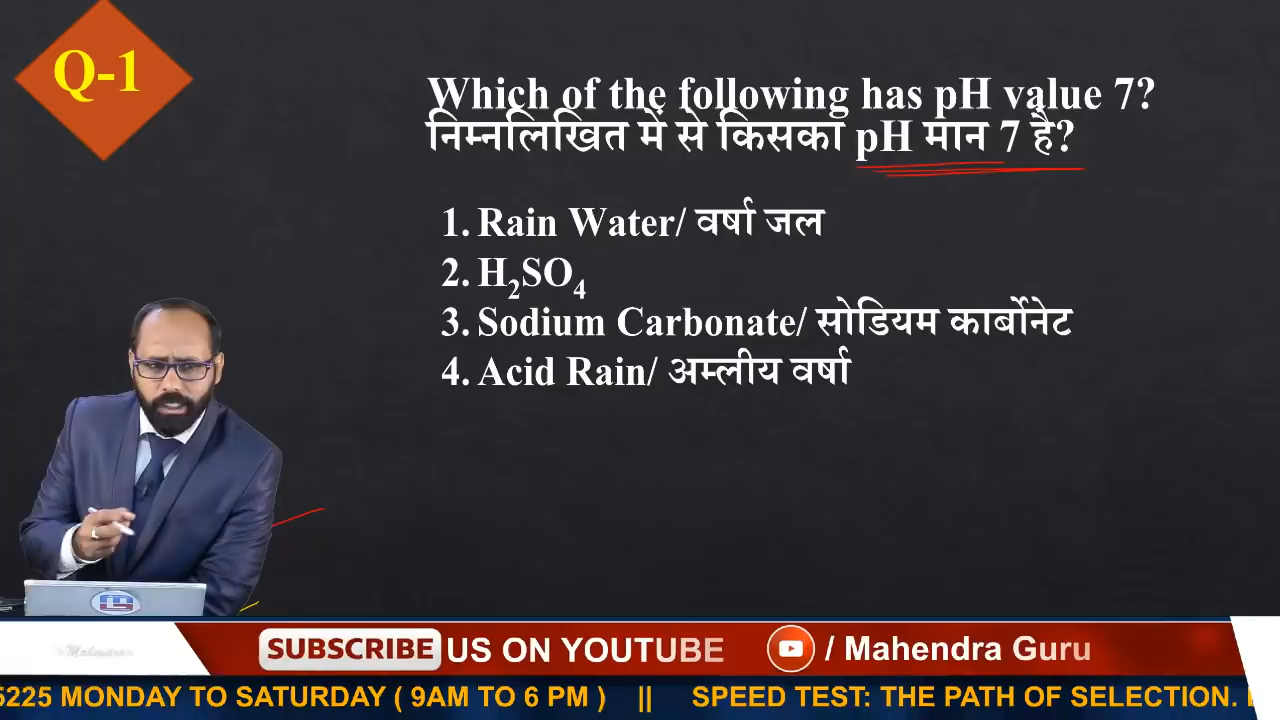 Q-1
Which of the following has pH value 7?
निम्नलिखित में से किसका pH मान 7 है?
1. Rain Water/ वर्षा जल
2. H₂SO₄
3. Sodium Carbonate/ सोडियम कार्बोनेट
4. Acid Rain/ अम्लीय वर्षा
Mahendra
SUBSCRIBE US ON YOUTUBE / Mahendra Guru
5225 MONDAY TO SATURDAY ( 9AM TO 6 PM ) || SPEED TEST: THE PATH OF SELECTION.